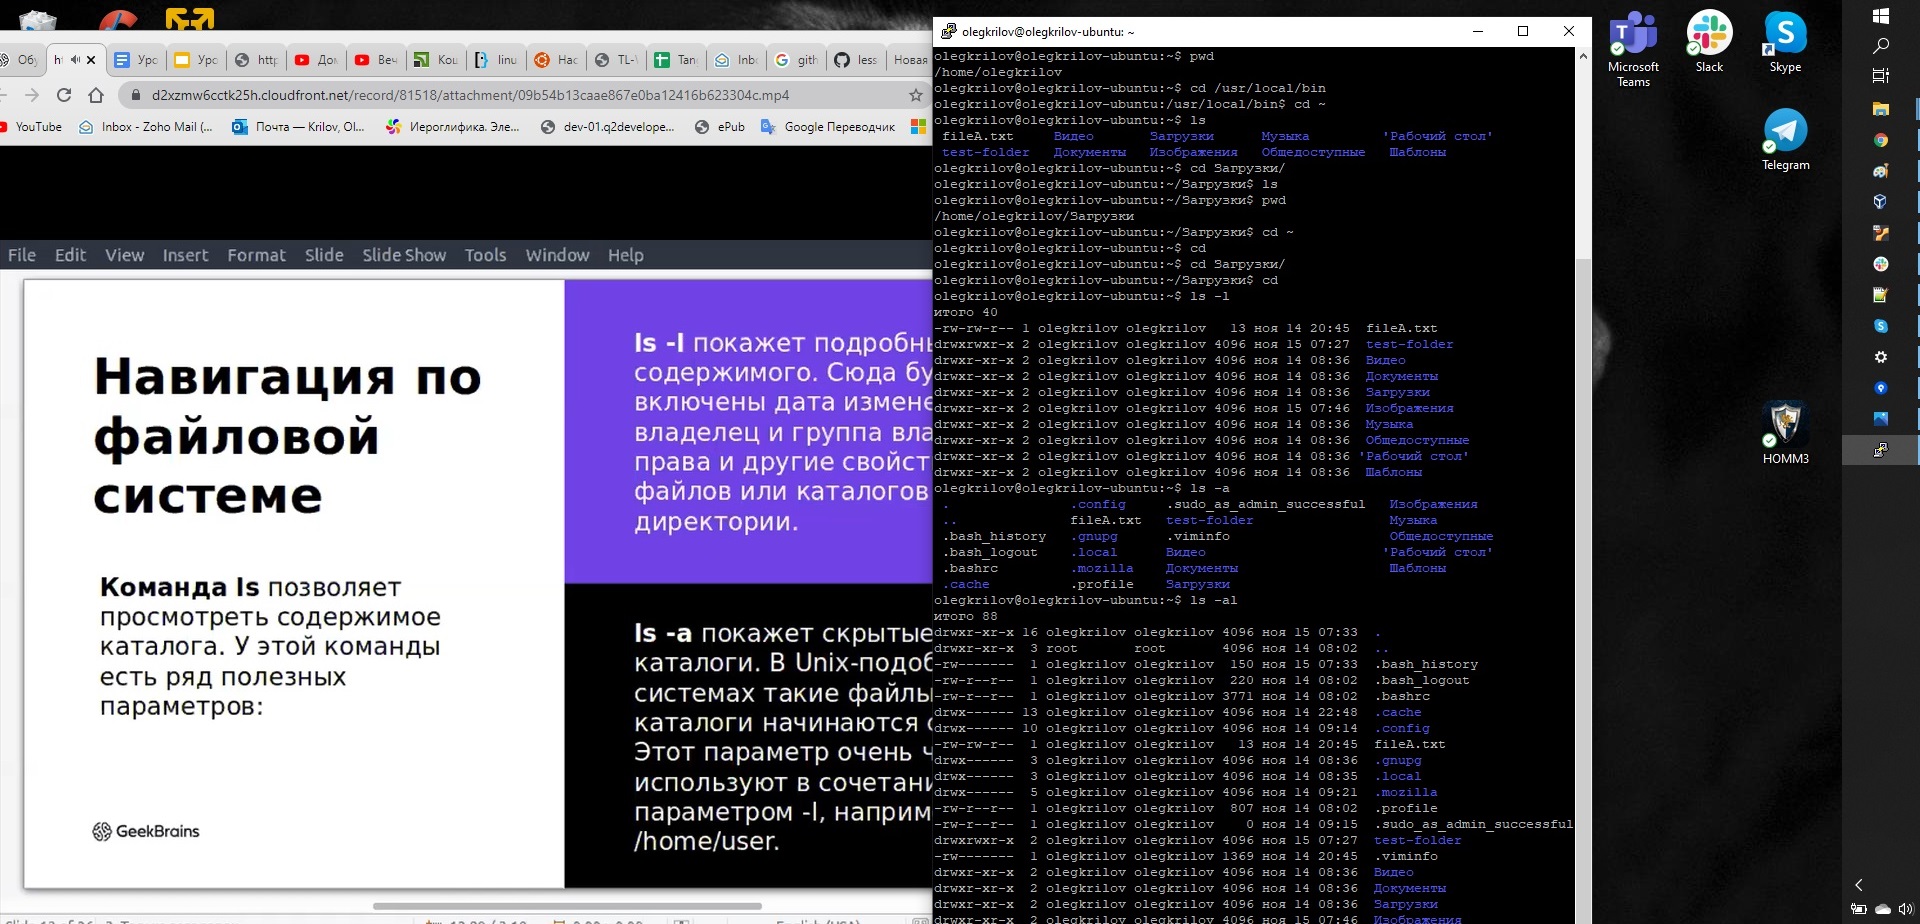 olegkrilov@olegkrilov-ubuntu: ~
Microsoft
Teams
Slack
Skype
Telegram
HOMM3
Обу
Уро
Уро
http
Веч
Кош
linu
Нас
TL-
Inbo
gith
less
Новая
d2xzmw6cctk25h.cloudfront.net/record/81518/attachment/09b54b13caae867e0ba12416b623304c.mp4
YouTube
Inbox - Zoho Mail (...
Почта — Krilov, Ol...
Иероглифика. Эле...
dev-01.q2develope...
ePub
Google Переводчик
File Edit View Insert Format Slide Slide Show Tools Window Help
Навигация по
файловой
системе
Команда ls позволяет
просмотреть содержимое
каталога. У этой команды
есть ряд полезных
параметров:
GeekBrains
ls -l покажет подробны
содержимого. Сюда бу
включены дата измене
владелец и группа вла
права и другие свойст
файлов или каталогов
директории.
ls -a покажет скрытые
каталоги. В Unix-подоб
системах такие файлы
каталоги начинаются с
Этот параметр очень ч
используют в сочетани
параметром -l, наприм
/home/user.
English (USA)
olegkrilov@olegkrilov-ubuntu:~$ pwd
/home/olegkrilov
olegkrilov@olegkrilov-ubuntu:~$ cd /usr/local/bin
olegkrilov@olegkrilov-ubuntu:/usr/local/bin$ cd ~
olegkrilov@olegkrilov-ubuntu:~$ ls
fileA.txt Видео Загрузки Музыка 'Рабочий стол'
test-folder Документы Изображения Общедоступные Шаблоны
olegkrilov@olegkrilov-ubuntu:~$ cd Загрузки/
olegkrilov@olegkrilov-ubuntu:~/Загрузки$ ls
olegkrilov@olegkrilov-ubuntu:~/Загрузки$ pwd
/home/olegkrilov/Загрузки
olegkrilov@olegkrilov-ubuntu:~/Загрузки$ cd ~
olegkrilov@olegkrilov-ubuntu:~$ cd
olegkrilov@olegkrilov-ubuntu:~$ cd Загрузки/
olegkrilov@olegkrilov-ubuntu:~/Загрузки$ cd
olegkrilov@olegkrilov-ubuntu:~$ ls -l
итого 40
-rw-rw-r-- 1 olegkrilov olegkrilov 13 ноя 14 20:45 fileA.txt
drwxrwxr-x 2 olegkrilov olegkrilov 4096 ноя 15 07:27 test-folder
drwxr-xr-x 2 olegkrilov olegkrilov 4096 ноя 14 08:36 Видео
drwxr-xr-x 2 olegkrilov olegkrilov 4096 ноя 14 08:36 Документы
drwxr-xr-x 2 olegkrilov olegkrilov 4096 ноя 14 08:36 Загрузки
drwxr-xr-x 2 olegkrilov olegkrilov 4096 ноя 15 07:46 Изображения
drwxr-xr-x 2 olegkrilov olegkrilov 4096 ноя 14 08:36 Музыка
drwxr-xr-x 2 olegkrilov olegkrilov 4096 ноя 14 08:36 Общедоступные
drwxr-xr-x 2 olegkrilov olegkrilov 4096 ноя 14 08:36 'Рабочий стол'
drwxr-xr-x 2 olegkrilov olegkrilov 4096 ноя 14 08:36 Шаблоны
olegkrilov@olegkrilov-ubuntu:~$ ls -a
. .config .sudo_as_admin_successful Изображения
.. fileA.txt test-folder Музыка
.bash_history .gnupg .viminfo Общедоступные
.bash_logout .local Видео 'Рабочий стол'
.bashrc .mozilla Документы Шаблоны
.cache .profile Загрузки
olegkrilov@olegkrilov-ubuntu:~$ ls -al
итого 88
drwxr-xr-x 16 olegkrilov olegkrilov 4096 ноя 15 07:33 .
drwxr-xr-x 3 root root 4096 ноя 14 08:02 ..
-rw------- 1 olegkrilov olegkrilov 150 ноя 15 07:33 .bash_history
-rw-r--r-- 1 olegkrilov olegkrilov 220 ноя 14 08:02 .bash_logout
-rw-r--r-- 1 olegkrilov olegkrilov 3771 ноя 14 08:02 .bashrc
drwx------ 13 olegkrilov olegkrilov 4096 ноя 14 22:48 .cache
drwx------ 10 olegkrilov olegkrilov 4096 ноя 14 09:14 .config
-rw-rw-r-- 1 olegkrilov olegkrilov 13 ноя 14 20:45 fileA.txt
drwx------ 3 olegkrilov olegkrilov 4096 ноя 14 08:36 .gnupg
drwx------ 3 olegkrilov olegkrilov 4096 ноя 14 08:35 .local
drwx------ 5 olegkrilov olegkrilov 4096 ноя 14 09:21 .mozilla
-rw-r--r-- 1 olegkrilov olegkrilov 807 ноя 14 08:02 .profile
-rw-r--r-- 1 olegkrilov olegkrilov 0 ноя 14 09:15 .sudo_as_admin_successful
drwxrwxr-x 2 olegkrilov olegkrilov 4096 ноя 15 07:27 test-folder
-rw------- 1 olegkrilov olegkrilov 1369 ноя 14 20:45 .viminfo
drwxr-xr-x 2 olegkrilov olegkrilov 4096 ноя 14 08:36 Видео
drwxr-xr-x 2 olegkrilov olegkrilov 4096 ноя 14 08:36 Документы
drwxr-xr-x 2 olegkrilov olegkrilov 4096 ноя 14 08:36 Загрузки
drwxr-xr-x 2 olegkrilov olegkrilov 4096 ноя 15 07:46 Изображения